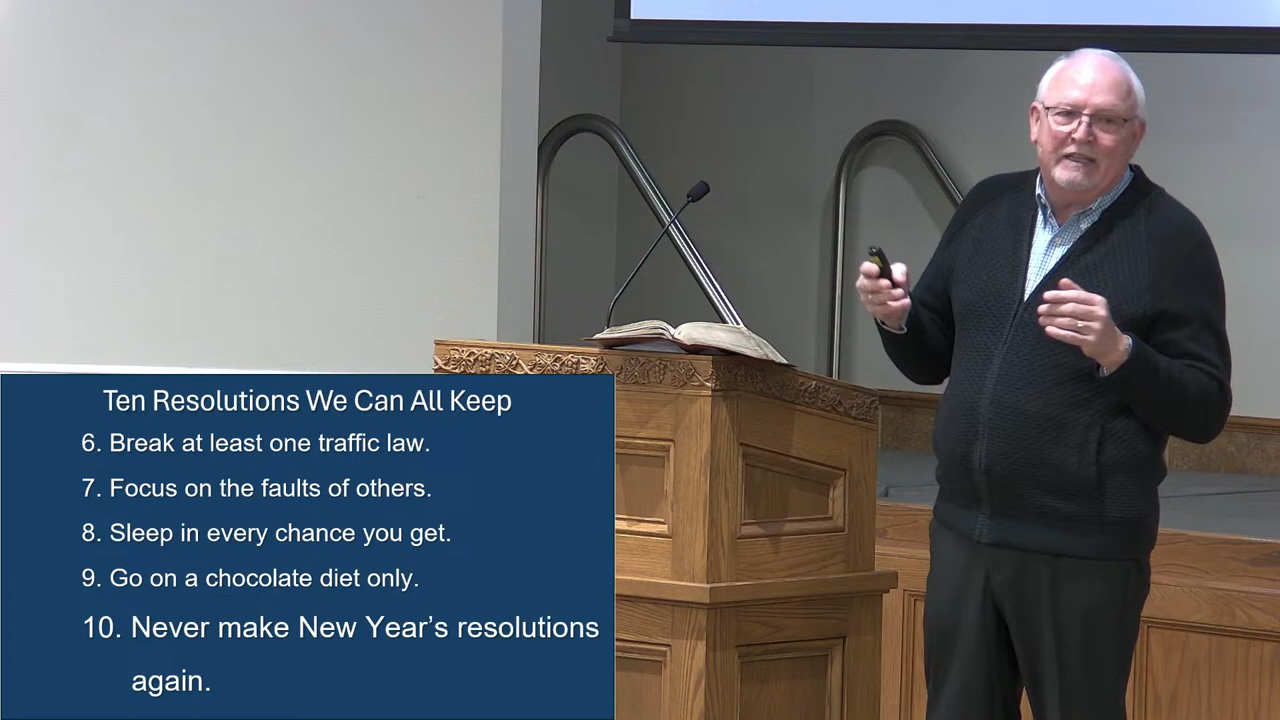 Ten Resolutions We Can All Keep
6. Break at least one traffic law.
7. Focus on the faults of others.
8. Sleep in every chance you get.
9. Go on a chocolate diet only.
10. Never make New Year’s resolutions
again.